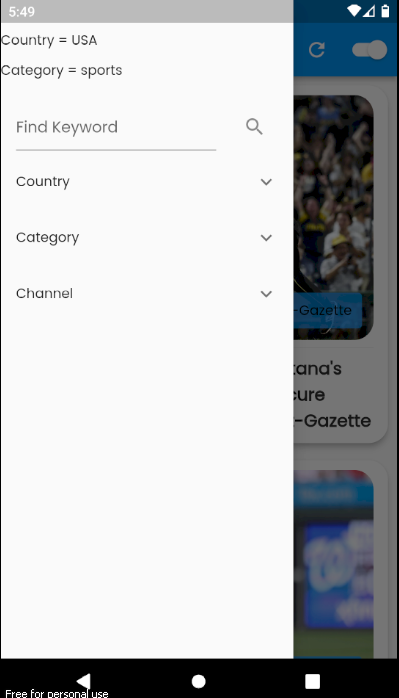 5:49
Country = USA
Category = sports
Find Keyword
Country
Category
Channel
-Gazette
tana's
cure
-Gazette
Free for personal use